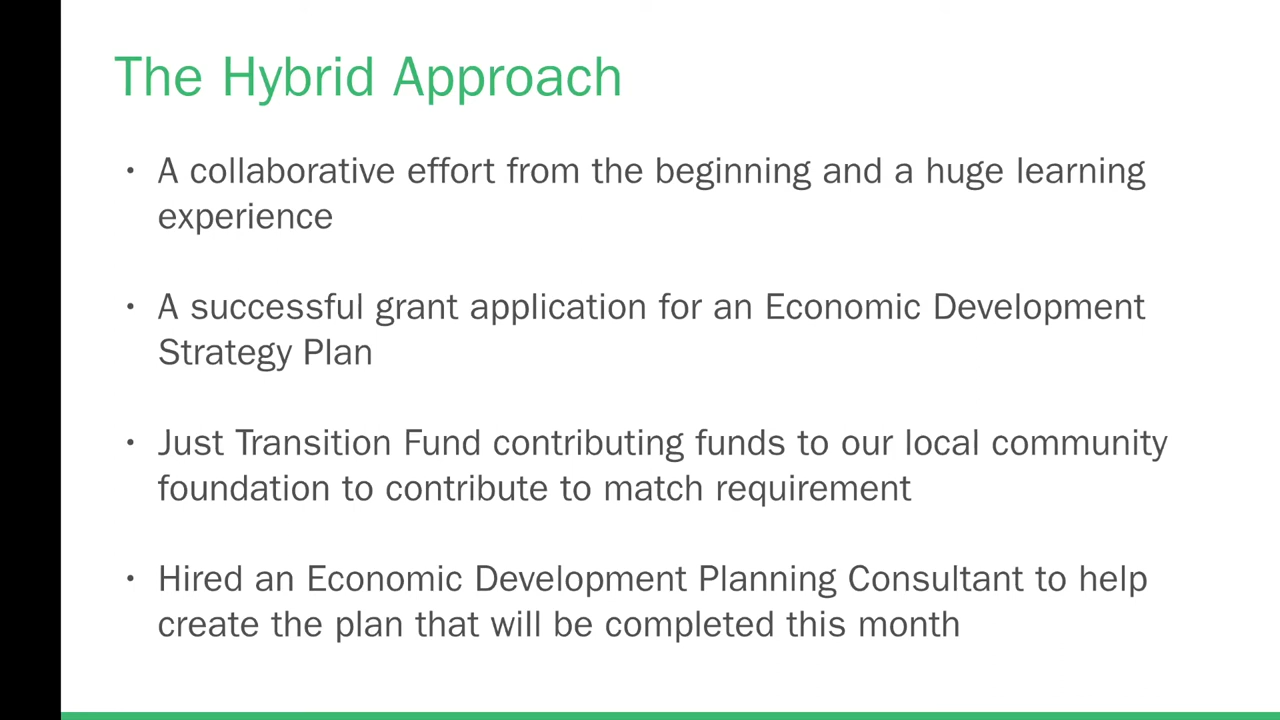 The Hybrid Approach
• A collaborative effort from the beginning and a huge learning
experience
• A successful grant application for an Economic Development
Strategy Plan
• Just Transition Fund contributing funds to our local community
foundation to contribute to match requirement
• Hired an Economic Development Planning Consultant to help
create the plan that will be completed this month